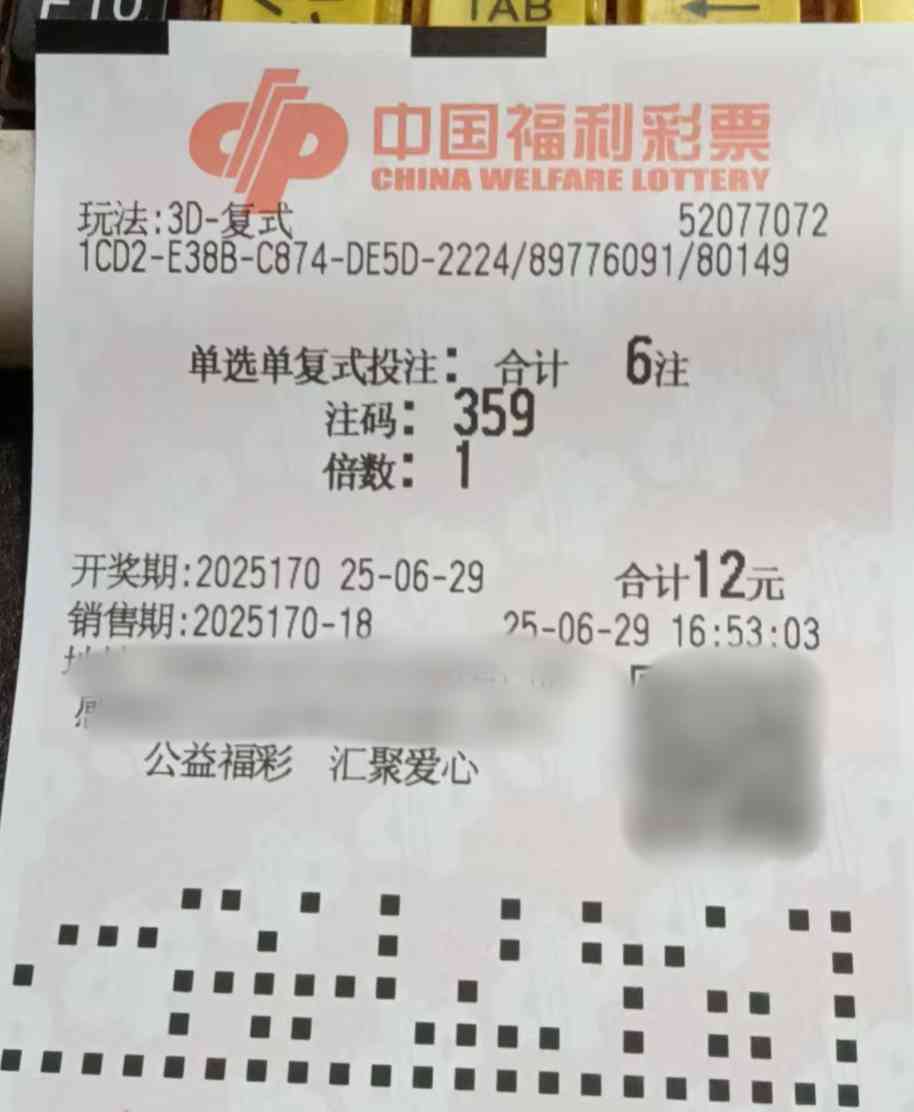 F10
TAB
中国福利彩票
CHINA WELFARE LOTTERY
玩法:3D-复式 52077072
1CD2-E38B-C874-DE5D-2224/89776091/80149
单选单复式投注: 合计 6注
注码: 359
倍数: 1
开奖期:2025170 25-06-29 合计12元
销售期:2025170-18 25-06-29 16:53:03
公益福彩 汇聚爱心